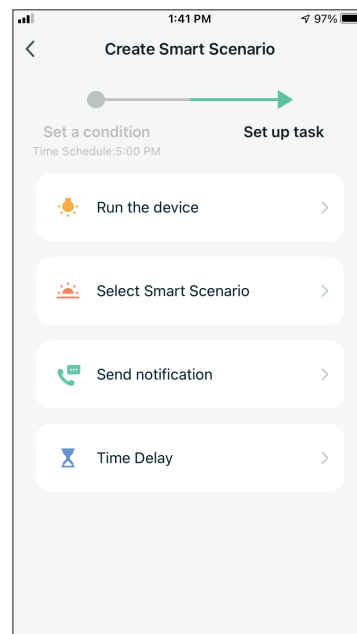 1:41 PM 97%
Create Smart Scenario
Set a condition Set up task
Time Schedule:5:00 PM
Run the device
Select Smart Scenario
Send notification
Time Delay